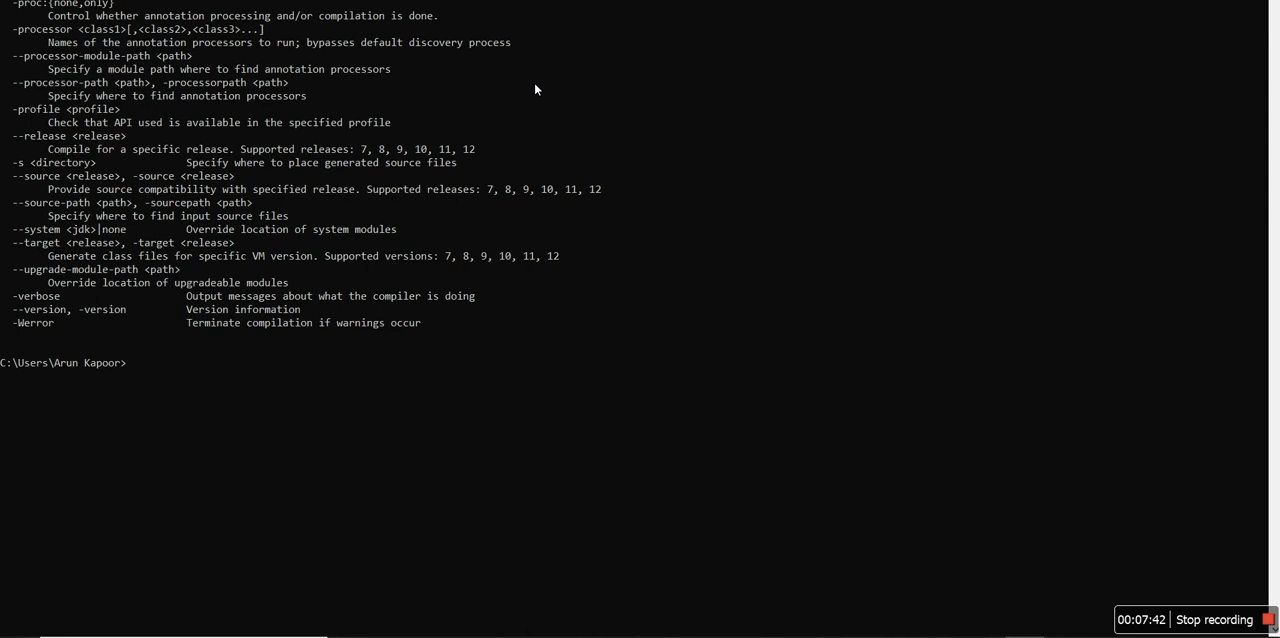 -proc:{none,only}
Control whether annotation processing and/or compilation is done.
-processor <class1>[,<class2>,<class3>...]
Names of the annotation processors to run; bypasses default discovery process
--processor-module-path <path>
Specify a module path where to find annotation processors
--processor-path <path>, -processorpath <path>
Specify where to find annotation processors
-profile <profile>
Check that API used is available in the specified profile
--release <release>
Compile for a specific release. Supported releases: 7, 8, 9, 10, 11, 12
-s <directory> Specify where to place generated source files
--source <release>, -source <release>
Provide source compatibility with specified release. Supported releases: 7, 8, 9, 10, 11, 12
--source-path <path>, -sourcepath <path>
Specify where to find input source files
--system <jdk>|none Override location of system modules
--target <release>, -target <release>
Generate class files for specific VM version. Supported versions: 7, 8, 9, 10, 11, 12
--upgrade-module-path <path>
Override location of upgradeable modules
-verbose Output messages about what the compiler is doing
--version, -version Version information
-Werror Terminate compilation if warnings occur
C:\Users\Arun Kapoor>
00:07:42 Stop recording